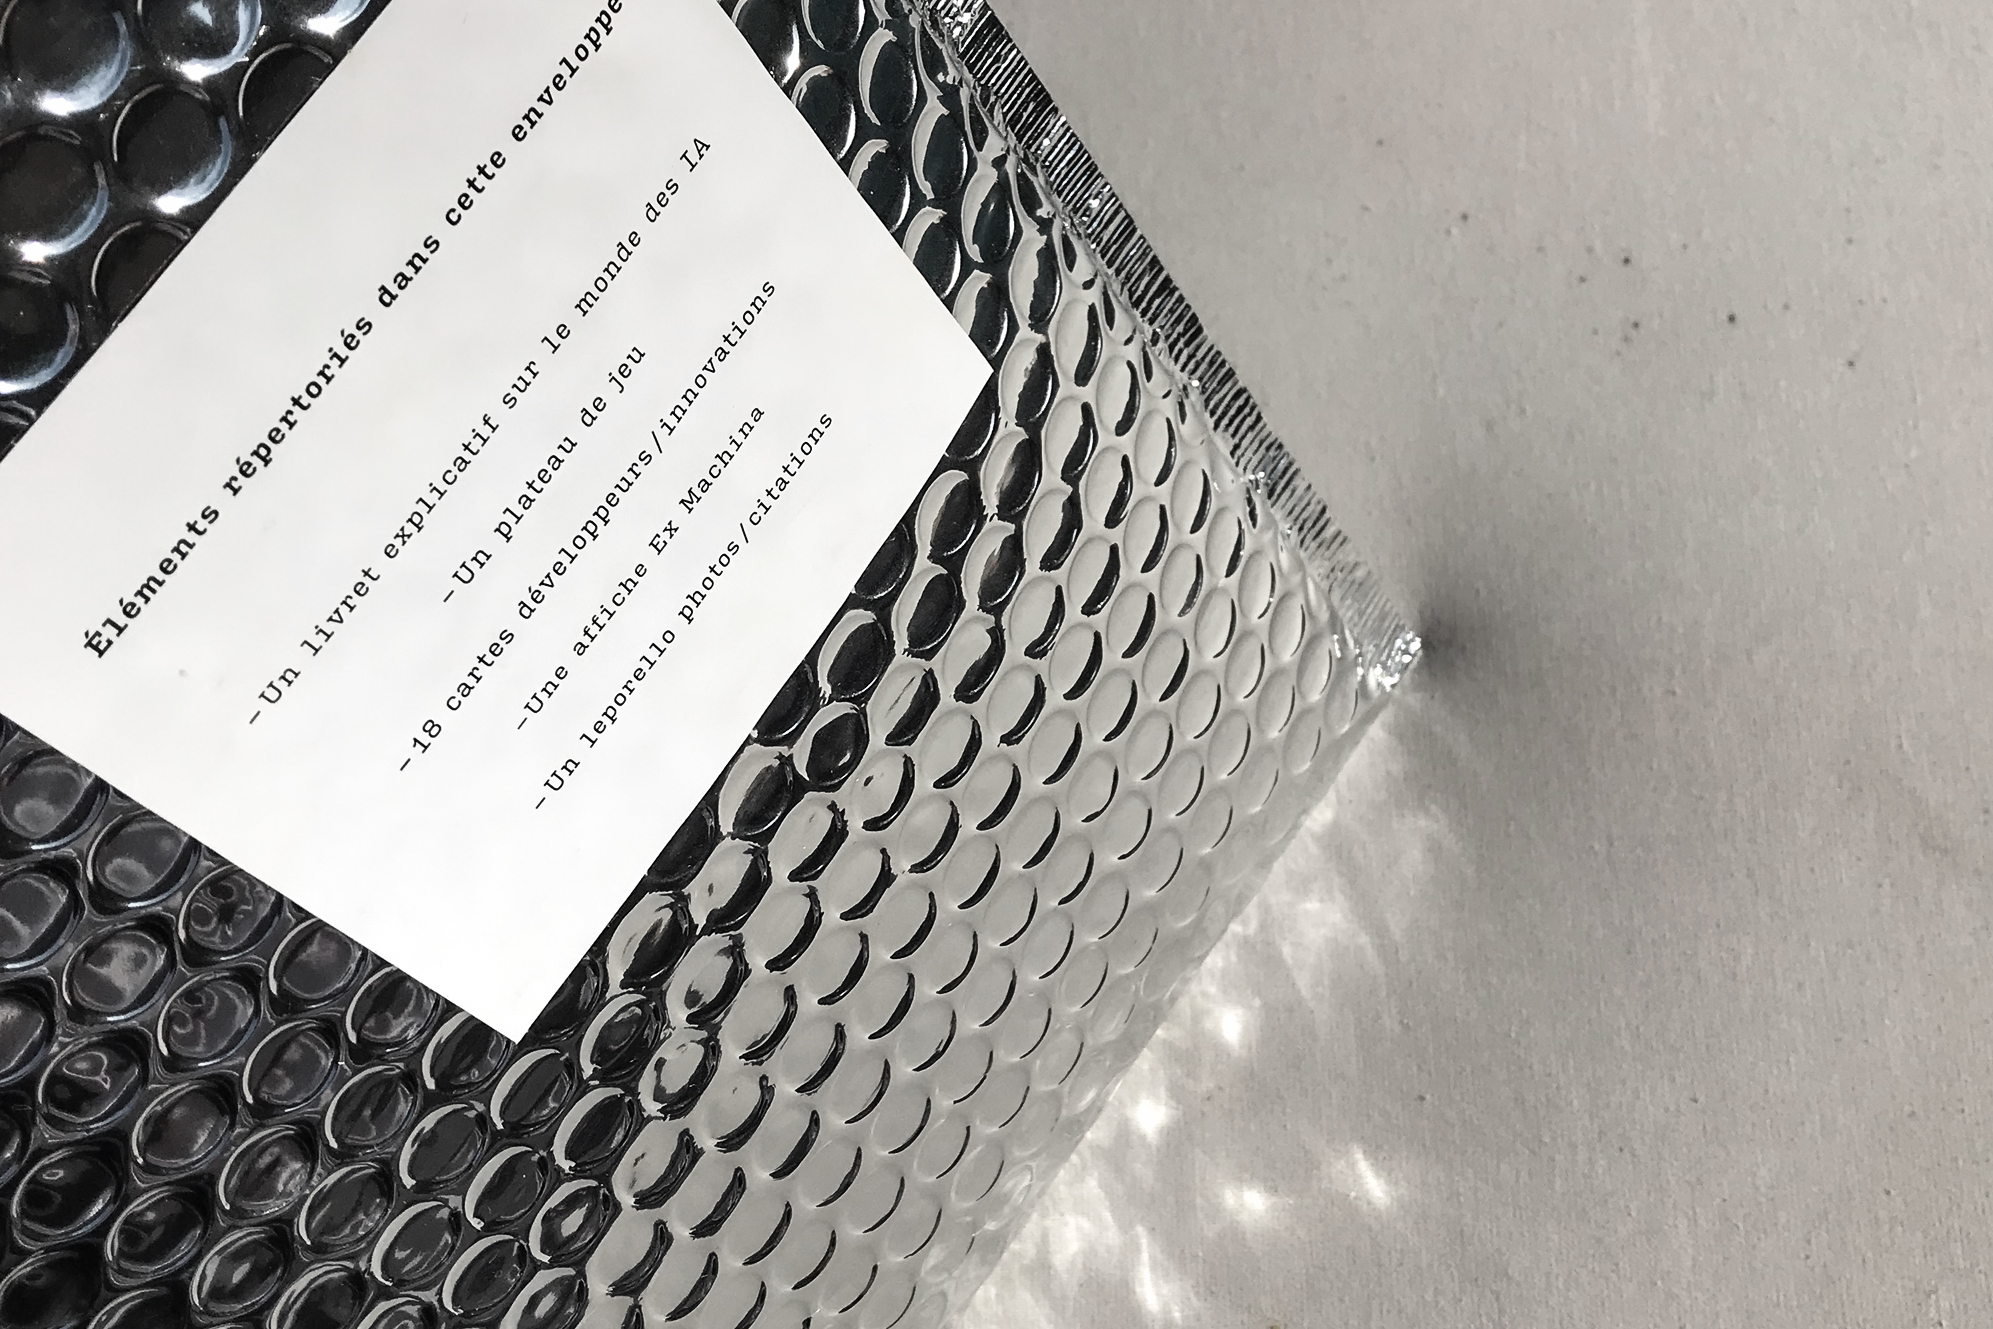 Éléments répertoriés dans cette enveloppe
-Un livret explicatif sur le monde des IA
-Un plateau de jeu
-18 cartes développeurs/innovations
-Une affiche Ex Machina
-Un leporello photos/citations